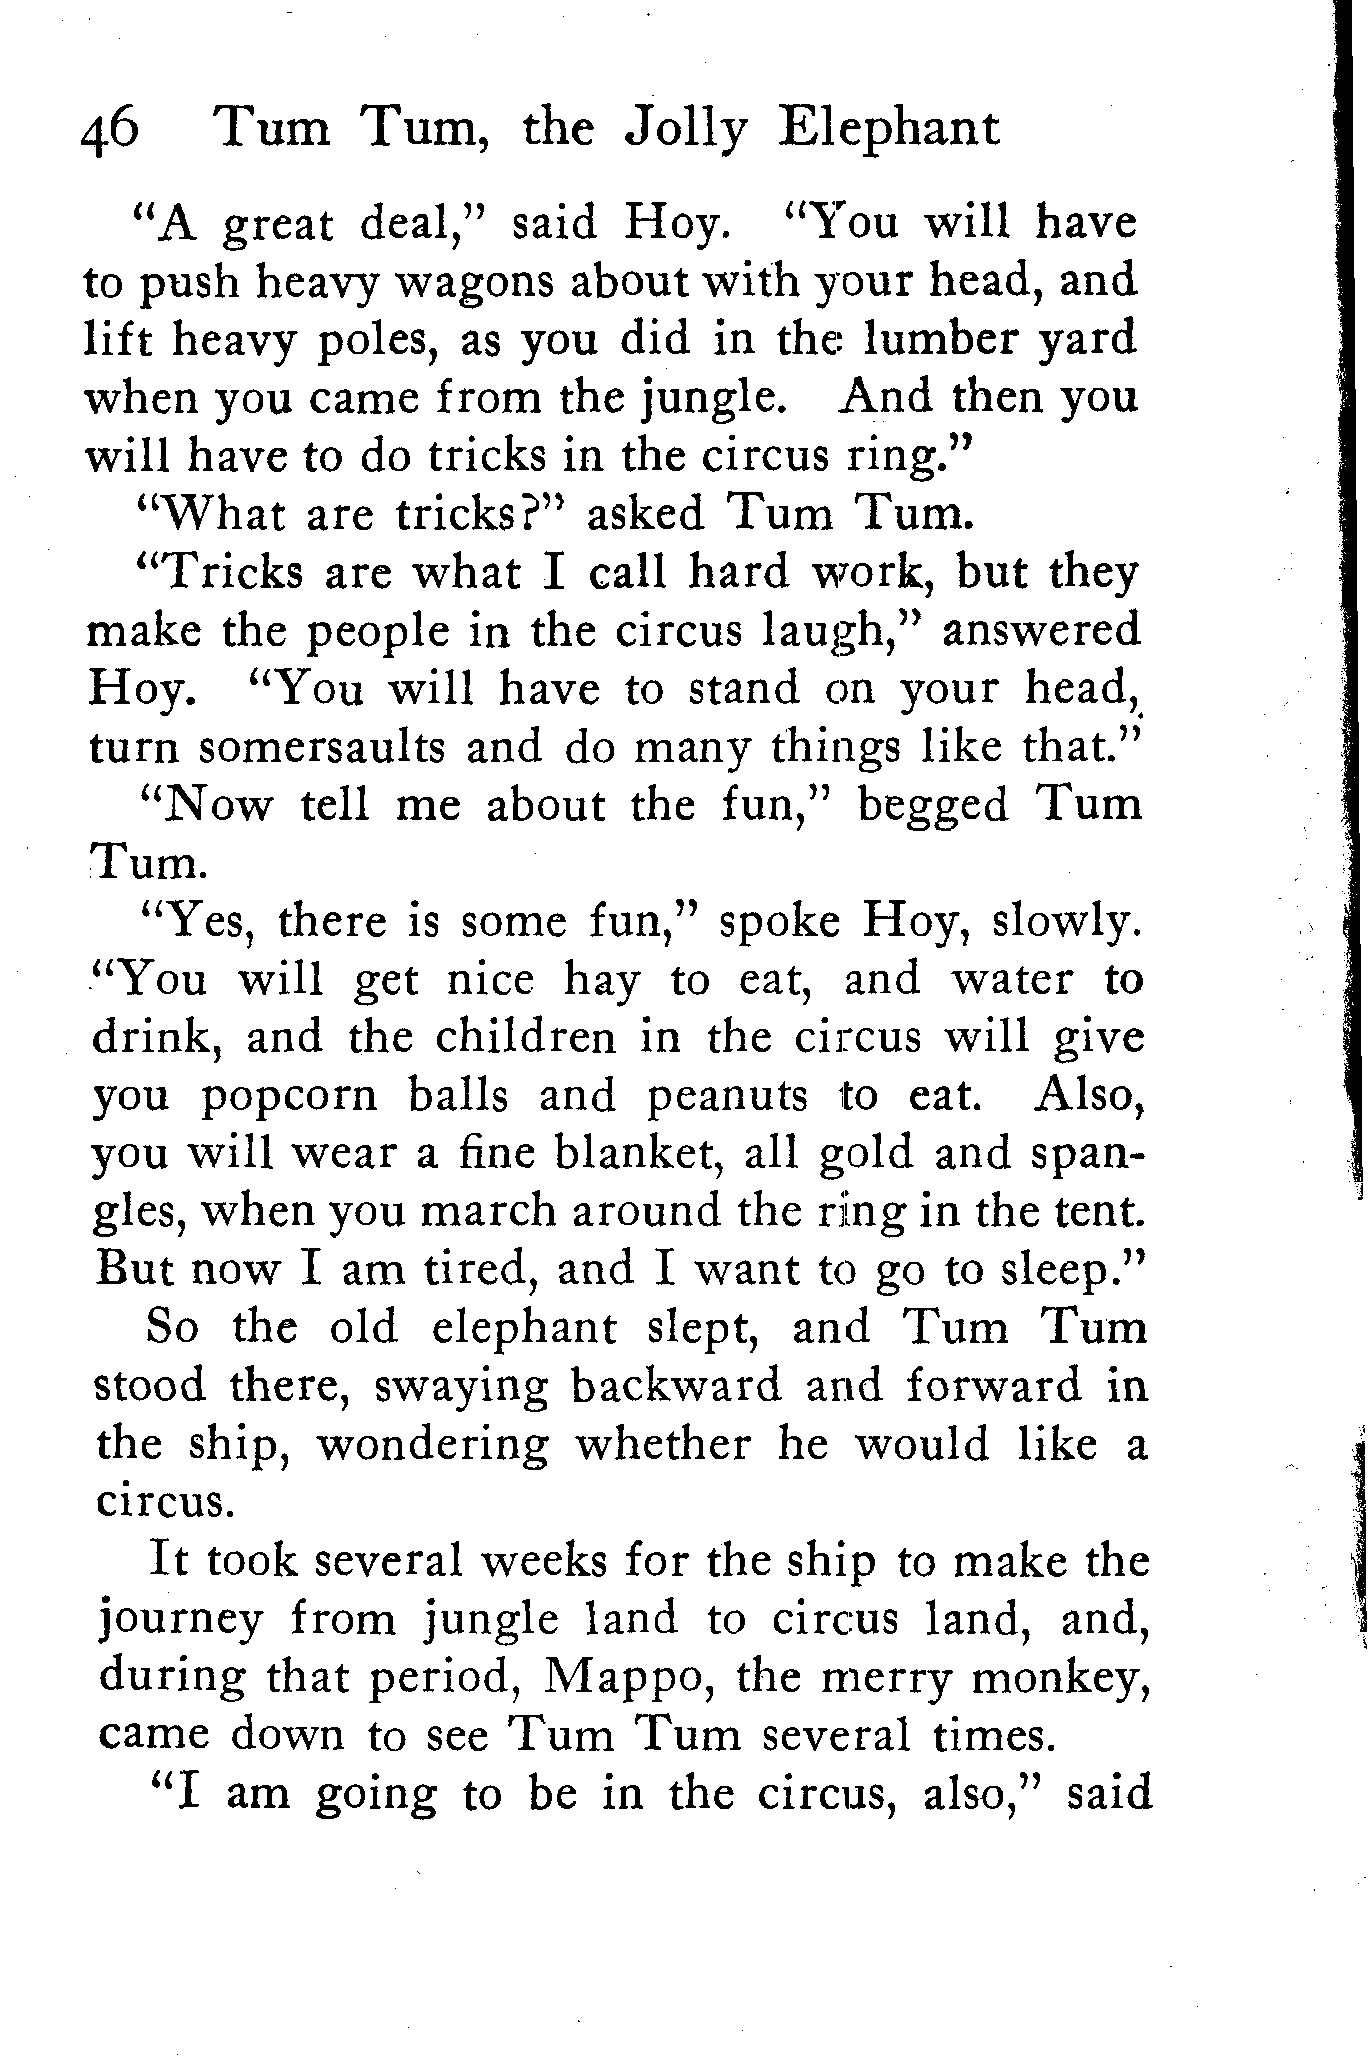 46 Tum Tum, the Jolly Elephant
"A great deal," said Hoy. "You will have
to push heavy wagons about with your head, and
lift heavy poles, as you did in the lumber yard
when you came from the jungle. And then you
will have to do tricks in the circus ring."
"What are tricks?" asked Tum Tum.
"Tricks are what I call hard work, but they
make the people in the circus laugh," answered
Hoy. "You will have to stand on your head,
turn somersaults and do many things like that."
"Now tell me about the fun," begged Tum
Tum.
"Yes, there is some fun," spoke Hoy, slowly.
"You will get nice hay to eat, and water to
drink, and the children in the circus will give
you popcorn balls and peanuts to eat. Also,
you will wear a fine blanket, all gold and span-
gles, when you march around the ring in the tent.
But now I am tired, and I want to go to sleep."
So the old elephant slept, and Tum Tum
stood there, swaying backward and forward in
the ship, wondering whether he would like a
circus.
It took several weeks for the ship to make the
journey from jungle land to circus land, and,
during that period, Mappo, the merry monkey,
came down to see Tum Tum several times.
"I am going to be in the circus, also," said